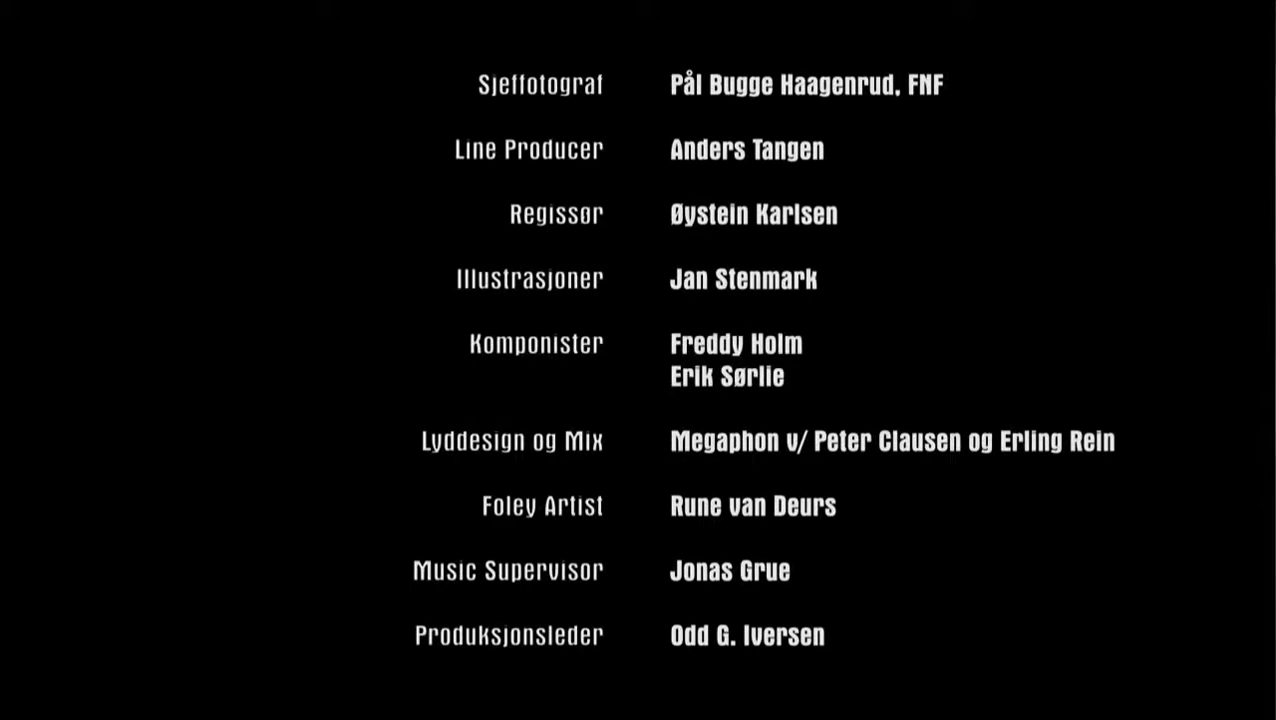 Sjeffotograf Pål Bugge Haagenrud, FNF
Line Producer Anders Tangen
Regissør Øystein Karlsen
Illustrasjoner Jan Stenmark
Komponister Freddy Holm
Erik Sørlie
Lyddesign og Mix Megaphon v/ Peter Clausen og Erling Rein
Foley Artist Rune van Deurs
Music Supervisor Jonas Grue
Produksjonsleder Odd G. Iversen